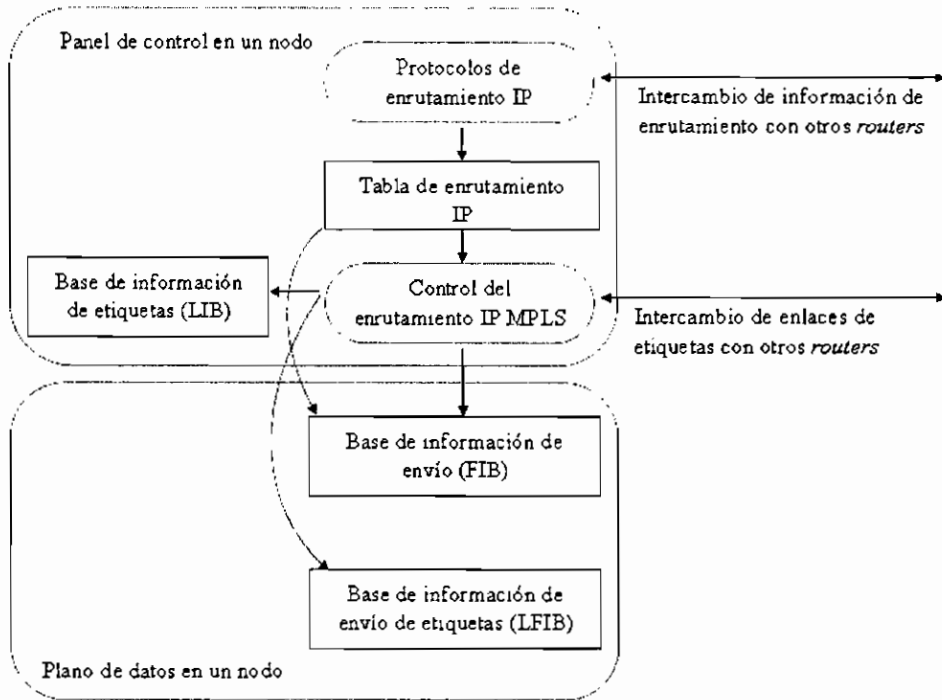 Panel de control en un nodo
Protocolos de
enrutamiento IP
Intercambio de información de
enrutamiento con otros routers
Tabla de enrutamiento
IP
Base de información
de etiquetas (LIB)
Control del
enrutamiento IP MPLS
Intercambio de enlaces de
etiquetas con otros routers
Base de información de
envío (FIB)
Base de información de
envío de etiquetas (LFIB)
Plano de datos en un nodo